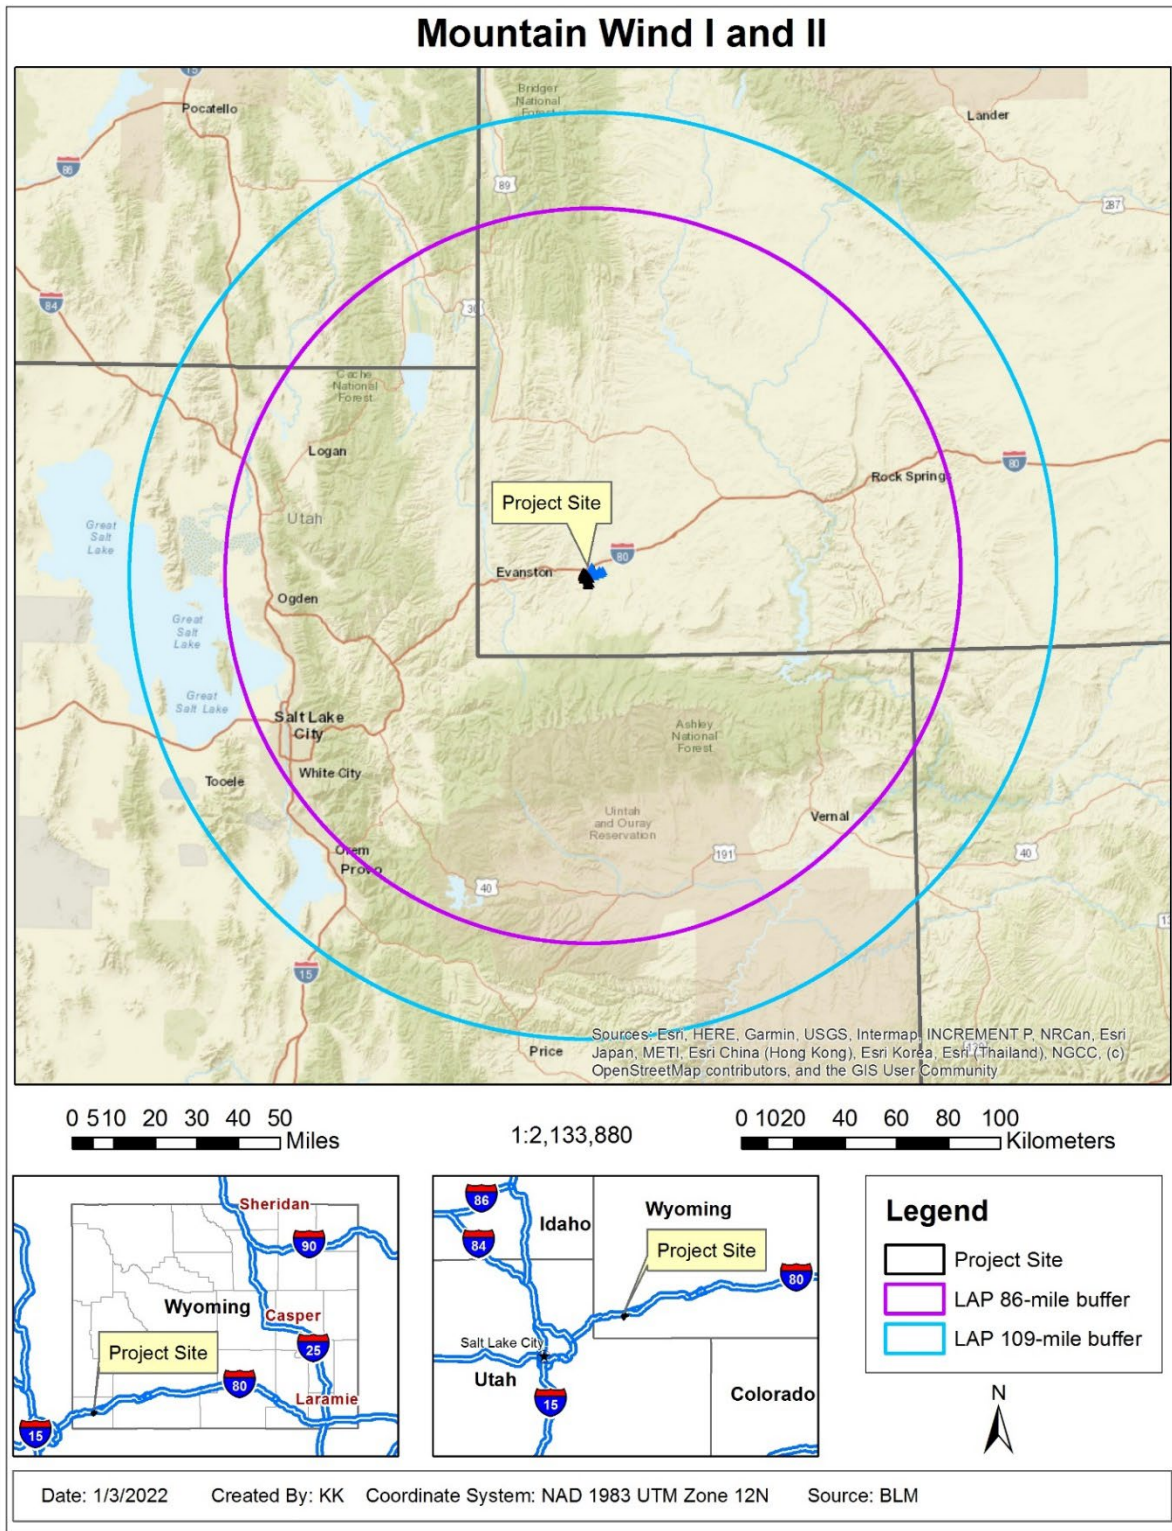 Mountain Wind I and II
15
Pocatello
Bridger
National
Forest
Lander
86
89
287
84
30
Cache
National
Forest
Logan
Rock Springs
80
Project Site
Great
Salt
Lake
Utah
80
Evanston
Ogden
Great
Salt
Lake
Great
Salt Lake
Salt Lake
City
Ashley
National
Forest
Tooele
White City
Uintah
and Ouray
Reservation
Vernal
Orem
Provo
191
40
40
15
Price
Sources: Esri, HERE, Garmin, USGS, Intermap, INCREMENT P, NRCan, Esri
Japan, METI, Esri China (Hong Kong), Esri Korea, Esri (Thailand), NGCC, (c)
OpenStreetMap contributors, and the GIS User Community
0 5 10 20 30 40 50
Miles
1:2,133,880
0 10 20 40 60 80 100
Kilometers
Sheridan
90
Wyoming
Casper
Project Site
25
80
Laramie
15
86
Idaho
Wyoming
84
Project Site
80
Salt Lake City
Utah
15
Colorado
Legend
Project Site
LAP 86-mile buffer
LAP 109-mile buffer
N
Date: 1/3/2022 Created By: KK Coordinate System: NAD 1983 UTM Zone 12N Source: BLM